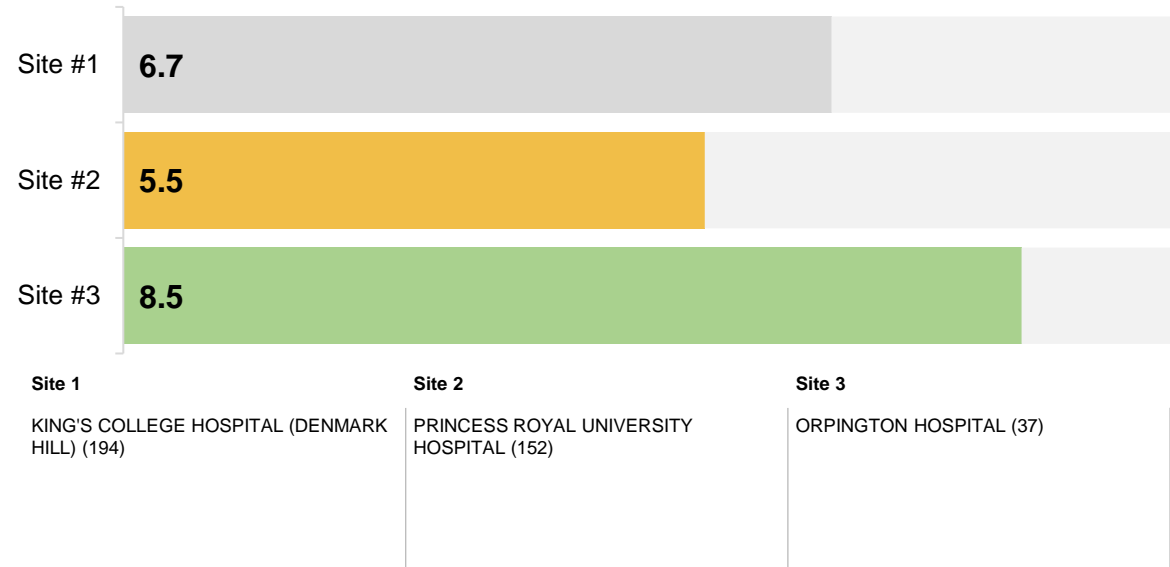 Site #1
6.7
Site #2
5.5
Site #3
8.5
Site 1
KING'S COLLEGE HOSPITAL (DENMARK
HILL) (194)
Site 2
PRINCESS ROYAL UNIVERSITY
HOSPITAL (152)
Site 3
ORPINGTON HOSPITAL (37)